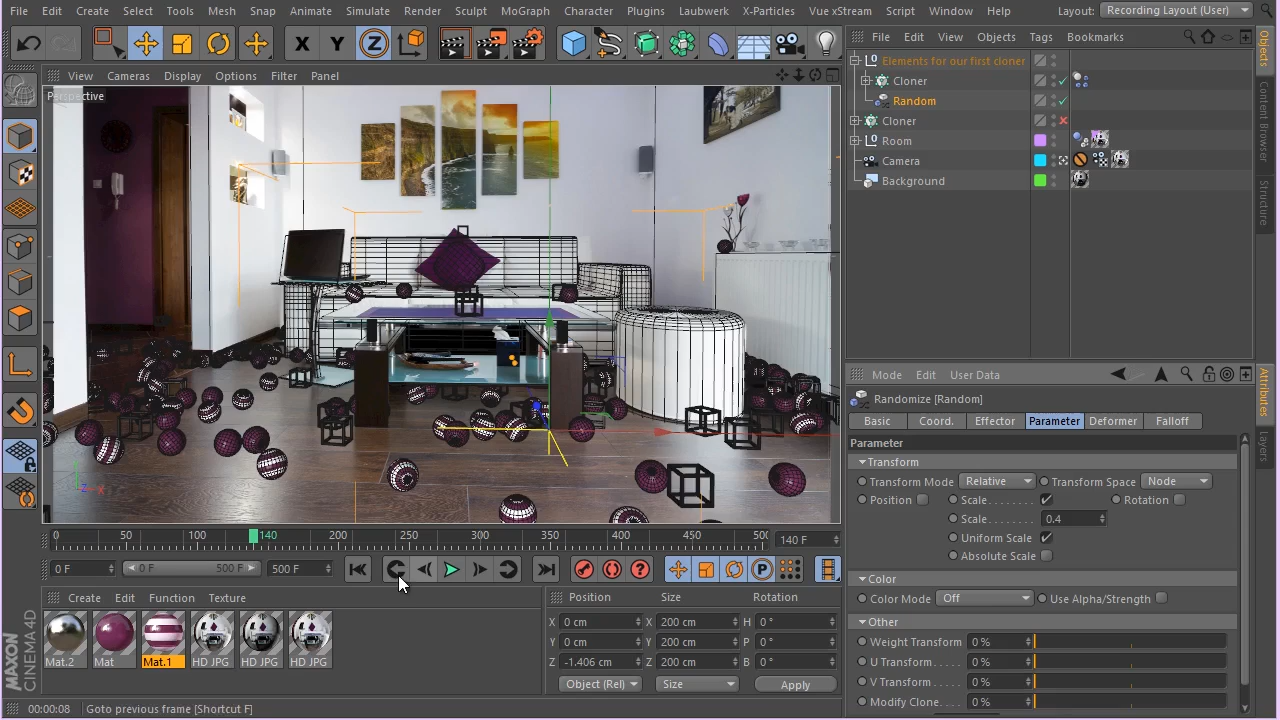 File Edit Create Select Tools Mesh Snap Animate Simulate Render Sculpt MoGraph Character Plugins Laubwerk X-Particles Vue xStream Script Window Help Layout: Recording Layout (User)
X Y Z
File Edit View Objects Tags Bookmarks
View Cameras Display Options Filter Panel
Perspective
Elements for our first cloner
Cloner
Random
Cloner
Room
Camera
Background
Objects
Content Browser
Structure
Mode Edit User Data
Randomize [Random]
Basic Coord. Effector Parameter Deformer Falloff
Parameter
Transform
Transform Mode Relative Transform Space Node
Position Scale Rotation
Scale 0.4
Uniform Scale
Absolute Scale
Color
Color Mode Off Use Alpha/Strength
Other
Weight Transform 0 %
U Transform 0 %
V Transform 0 %
Modify Clone 0 %
Attributes
Layers
0 50 100 140 200 250 300 350 400 450 500 140 F
0 F 0 F 500 F 500 F
P
Create Edit Function Texture
Mat.2 Mat Mat.1 HD JPG HD JPG HD JPG
Position Size Rotation
X 0 cm X 200 cm H 0 °
Y 0 cm Y 200 cm P 0 °
Z -1.406 cm Z 200 cm B 0 °
Object (Rel) Size Apply
MAXON
CINEMA 4D
00:00:08 Goto previous frame [Shortcut F]